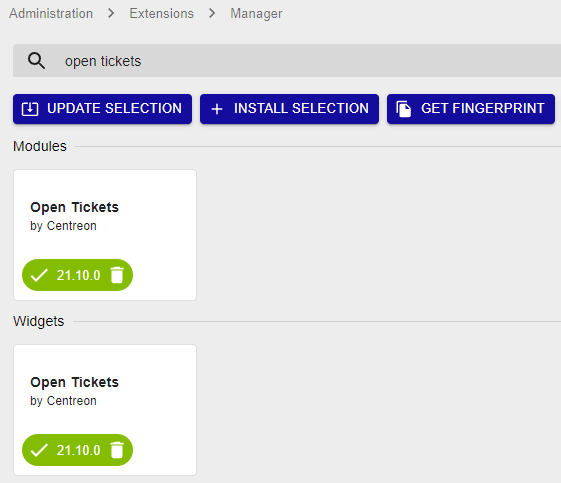 Administration > Extensions > Manager
open tickets
UPDATE SELECTION INSTALL SELECTION GET FINGERPRINT
Modules
Open Tickets
by Centreon
21.10.0
Widgets
Open Tickets
by Centreon
21.10.0